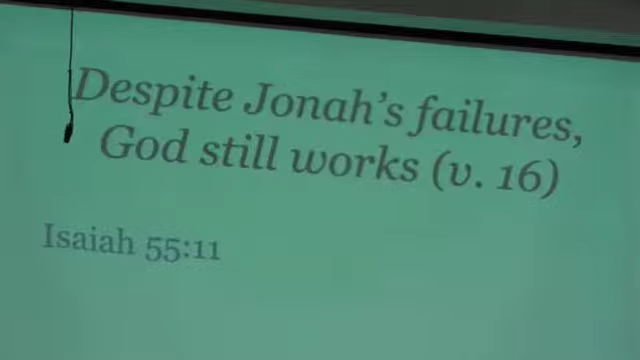 Despite Jonah's failures,
God still works (v. 16)
Isaiah 55:11